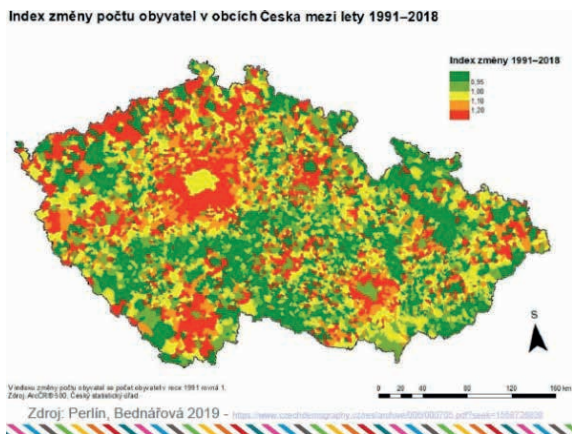 Index změny počtu obyvatel v obcích Česka mezi lety 1991–2018
Index změny 1991–2018
0,95
1,00
1,10
1,20
S
V indexu změny počtu obyvatel se počet obyvatel v roce 1991 rovná 1.
Zdroj: ArcČR®500, Český statistický úřad
0 20 40 80 120 160 km
Zdroj: Perlín, Bednářová 2019 -